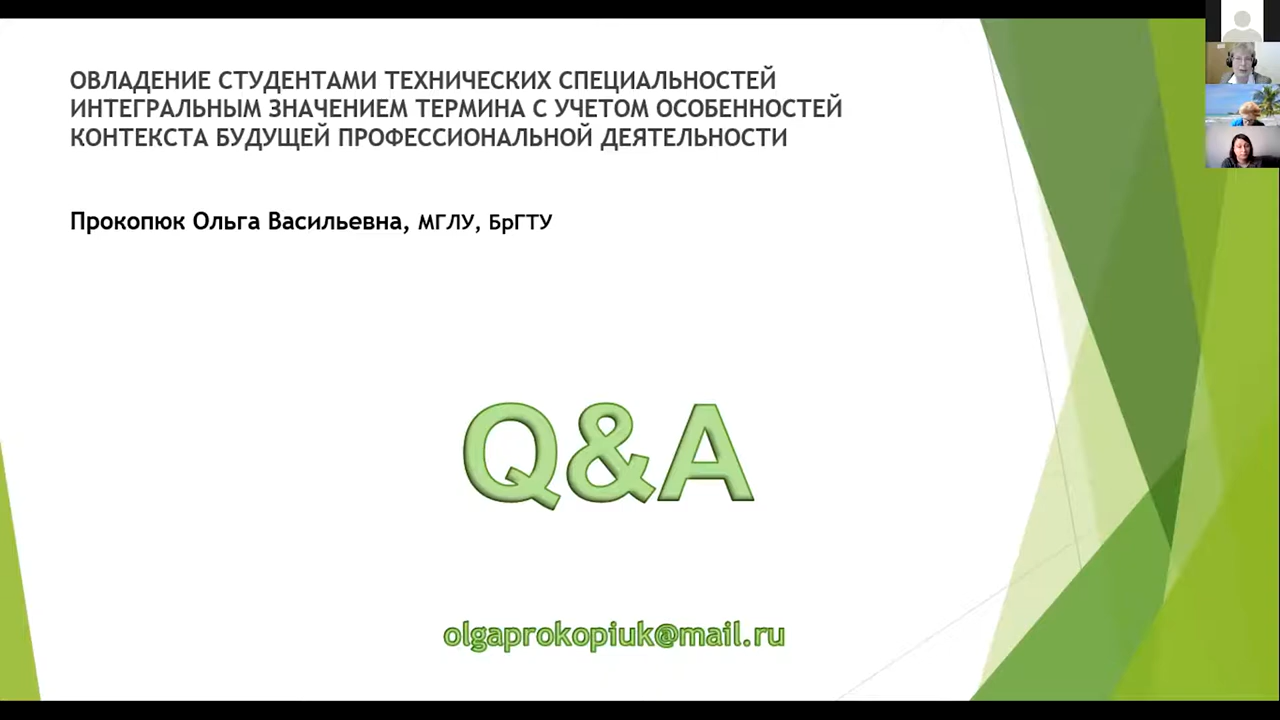 ОВЛАДЕНИЕ СТУДЕНТАМИ ТЕХНИЧЕСКИХ СПЕЦИАЛЬНОСТЕЙ
ИНТЕГРАЛЬНЫМ ЗНАЧЕНИЕМ ТЕРМИНА С УЧЕТОМ ОСОБЕННОСТЕЙ
КОНТЕКСТА БУДУЩЕЙ ПРОФЕССИОНАЛЬНОЙ ДЕЯТЕЛЬНОСТИ
Прокопюк Ольга Васильевна, МГЛУ, БрГТУ
Q&A
olgaprokopiuk@mail.ru